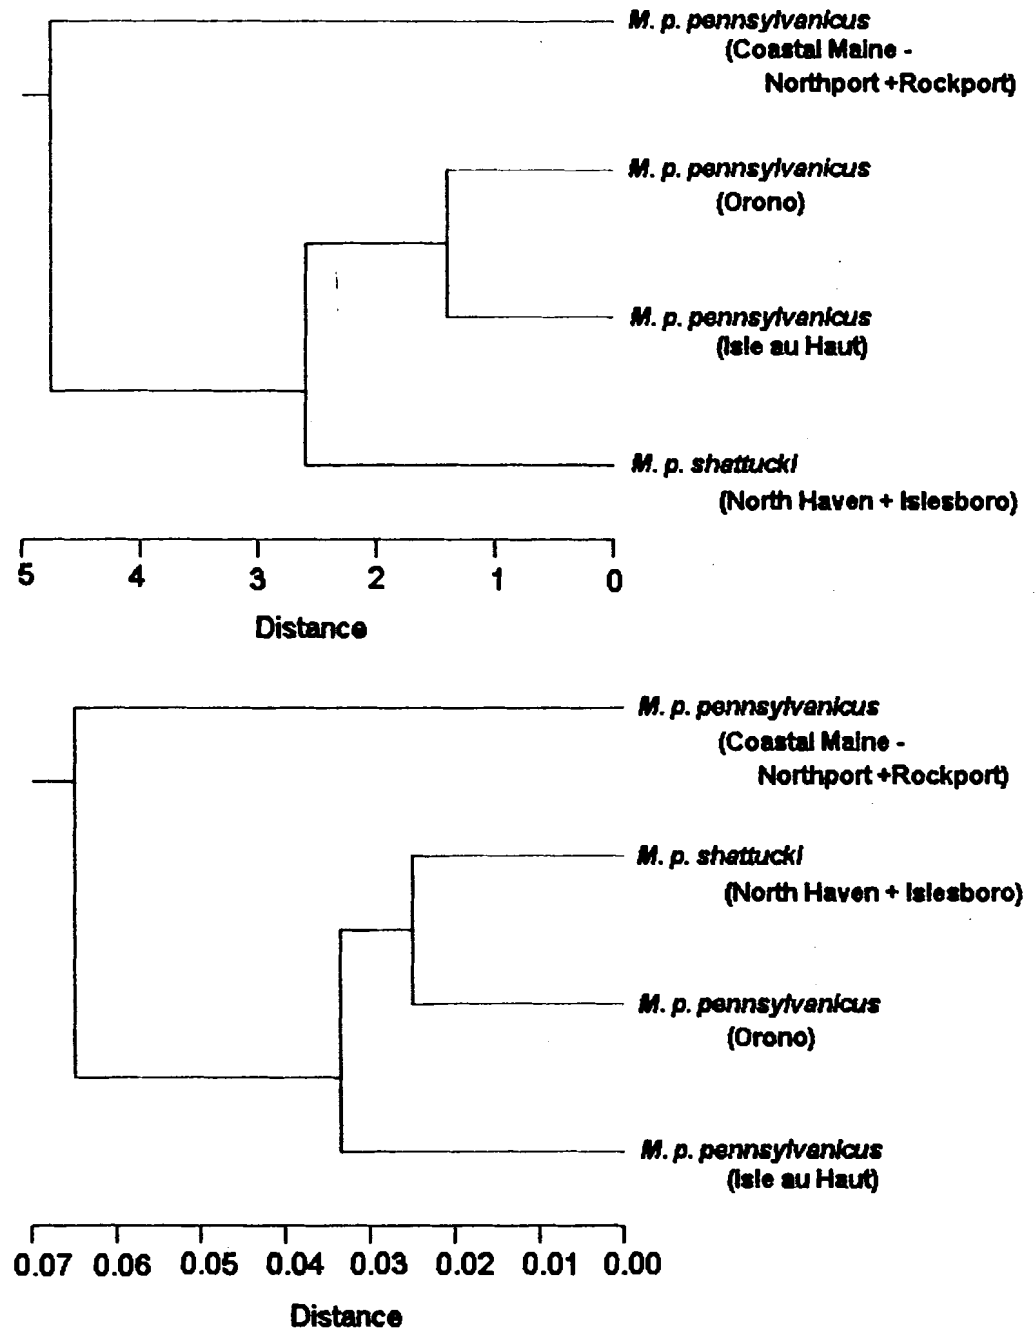 M. p. pennsylvanicus
(Coastal Maine -
Northport +Rockport)
M. p. pennsylvanicus
(Orono)
M. p. pennsylvanicus
(Isle au Haut)
M. p. shattucki
(North Haven + Islesboro)
5 4 3 2 1 0
Distance
M. p. pennsylvanicus
(Coastal Maine -
Northport +Rockport)
M. p. shattucki
(North Haven + Islesboro)
M. p. pennsylvanicus
(Orono)
M. p. pennsylvanicus
(Isle au Haut)
0.07 0.06 0.05 0.04 0.03 0.02 0.01 0.00
Distance